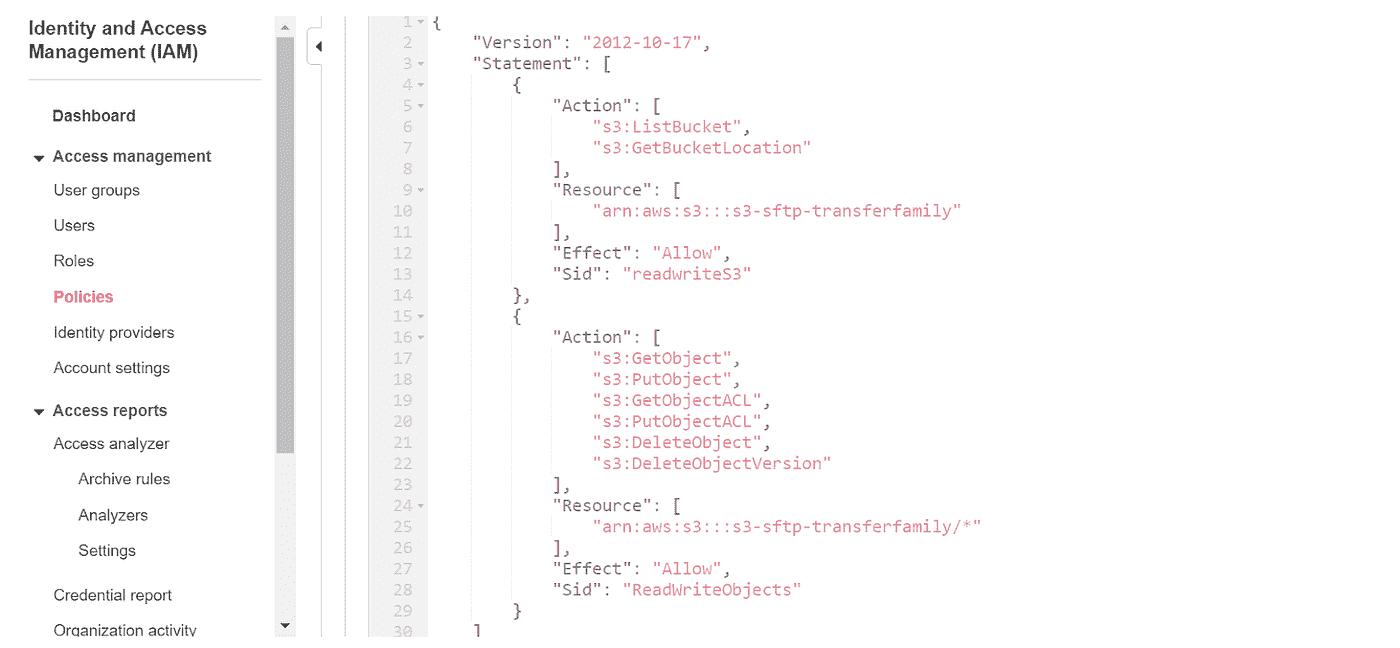 Identity and Access
Management (IAM)
Dashboard
Access management
User groups
Users
Roles
Policies
Identity providers
Account settings
Access reports
Access analyzer
Archive rules
Analyzers
Settings
Credential report
Organization activity
1 {
2     "Version": "2012-10-17",
3     "Statement": [
4         {
5             "Action": [
6                 "s3:ListBucket",
7                 "s3:GetBucketLocation"
8             ],
9             "Resource": [
10                 "arn:aws:s3:::s3-sftp-transferfamily"
11             ],
12             "Effect": "Allow",
13             "Sid": "readwriteS3"
14         },
15         {
16             "Action": [
17                 "s3:GetObject",
18                 "s3:PutObject",
19                 "s3:GetObjectACL",
20                 "s3:PutObjectACL",
21                 "s3:DeleteObject",
22                 "s3:DeleteObjectVersion"
23             ],
24             "Resource": [
25                 "arn:aws:s3:::s3-sftp-transferfamily/*"
26             ],
27             "Effect": "Allow",
28             "Sid": "ReadWriteObjects"
29         }
30     ]